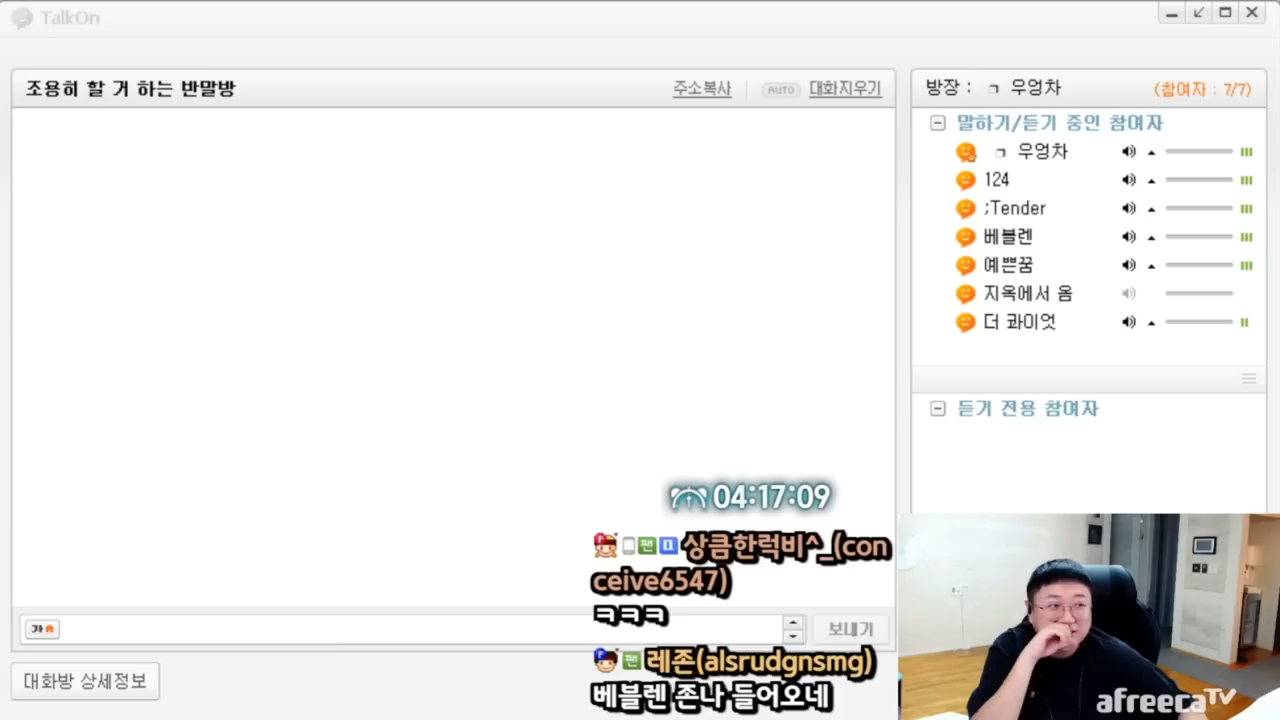 TalkOn
조용히 할 거 하는 반말방
주소복사
AUTO
대화지우기
방장 : ㄱ 우엉차
(참여자 : 7/7)
말하기/듣기 중인 참여자
ㄱ 우엉차
124
;Tender
베블렌
예쁜꿈
지옥에서 옴
더 콰이엇
듣기 전용 참여자
04:17:09
팬 상큼한럭비^_(con
ceive6547)
ㅋㅋㅋ
가
보내기
팬 레존(alsrudgnsmg)
베블렌 존나 들어오네
대화방 상세정보
afreecaTV